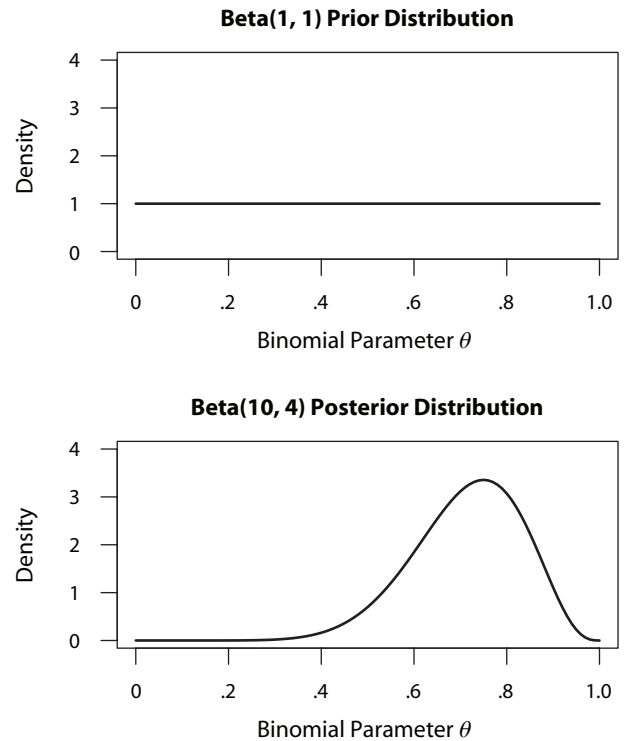 Beta(1, 1) Prior Distribution
4
3
2
1
0
Density
0 .2 .4 .6 .8 1.0
Binomial Parameter θ
Beta(10, 4) Posterior Distribution
4
3
2
1
0
Density
0 .2 .4 .6 .8 1.0
Binomial Parameter θ